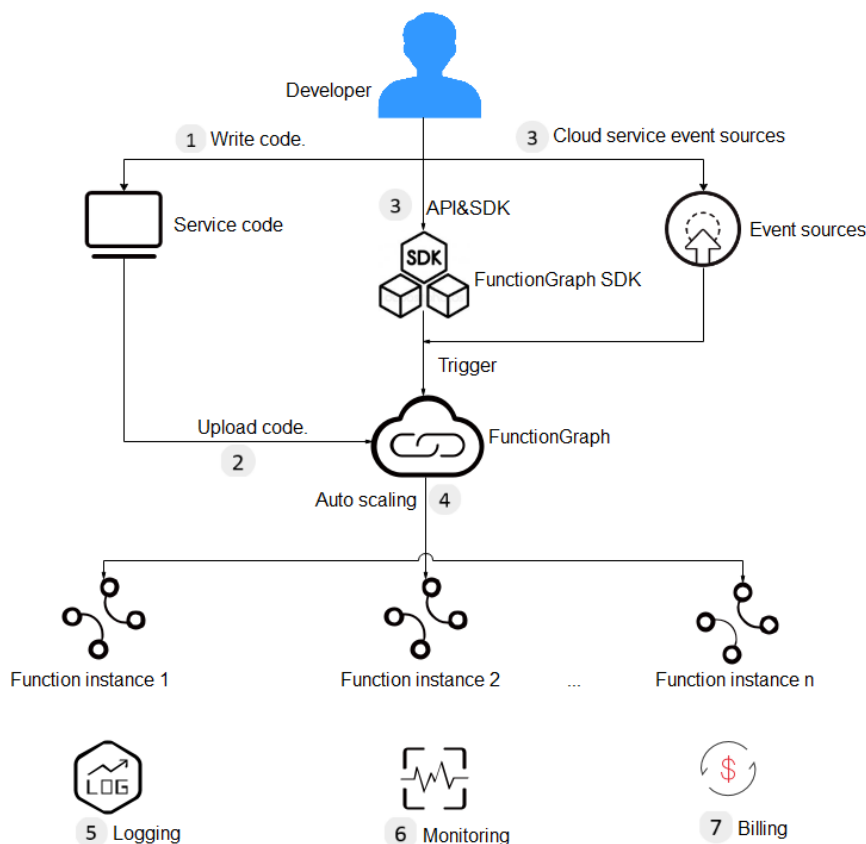 Developer
1 Write code.
3 Cloud service event sources
3 API&SDK
Service code
Event sources
SDK
FunctionGraph SDK
Trigger
Upload code.
2
FunctionGraph
Auto scaling 4
Function instance 1
Function instance 2
...
Function instance n
LOG
$
5 Logging
6 Monitoring
7 Billing